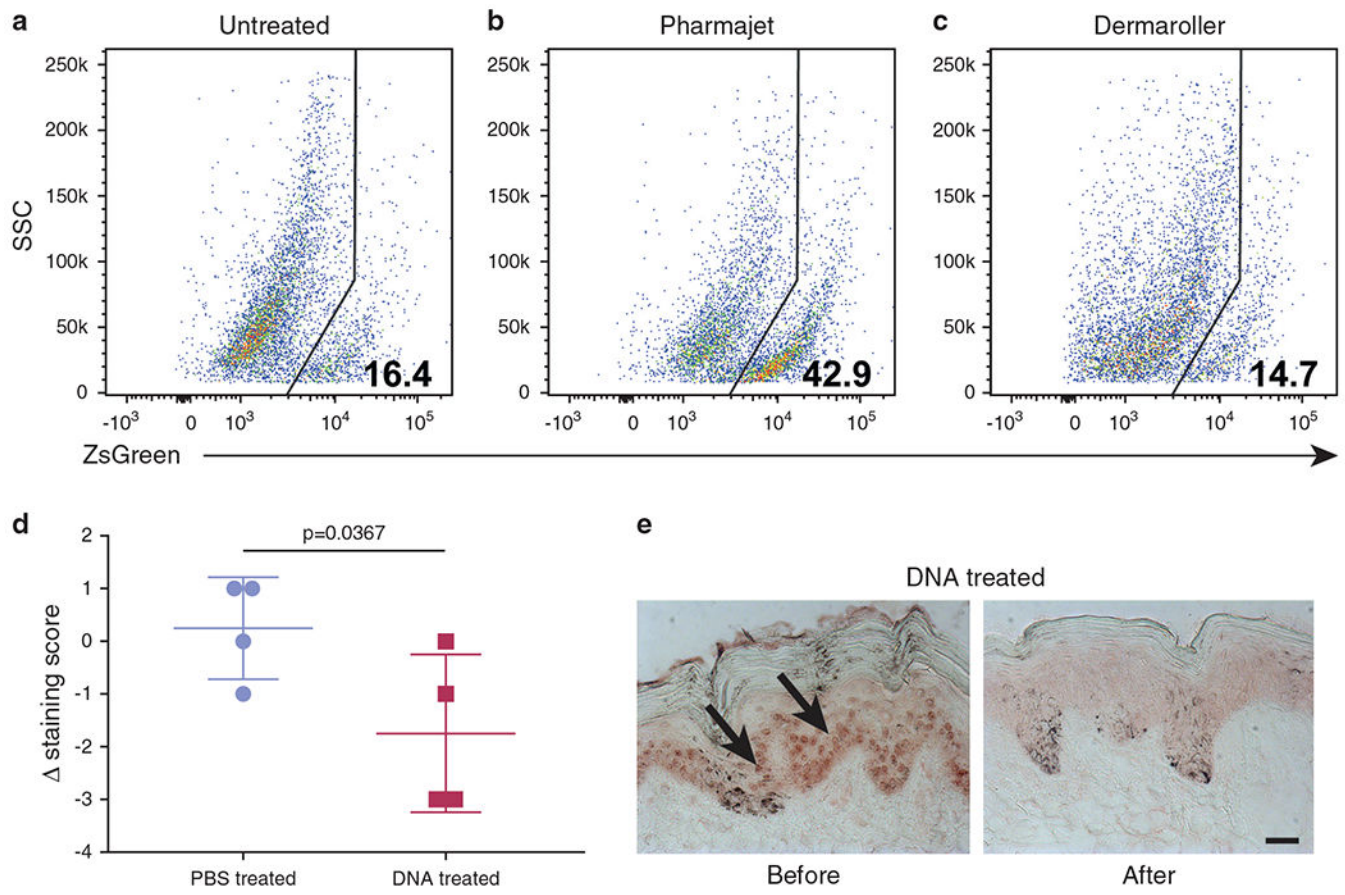 a Untreated
b Pharmajet
c Dermaroller
SSC
250k
200k
150k
100k
50k
0
-10³ 0 10³ 10⁴ 10⁵
16.4
250k
200k
150k
100k
50k
0
-10³ 0 10³ 10⁴ 10⁵
42.9
250k
200k
150k
100k
50k
0
-10³ 0 10³ 10⁴ 10⁵
14.7
ZsGreen
d
Δ staining score
2
1
0
-1
-2
-3
-4
p=0.0367
PBS treated
DNA treated
e
DNA treated
Before
After